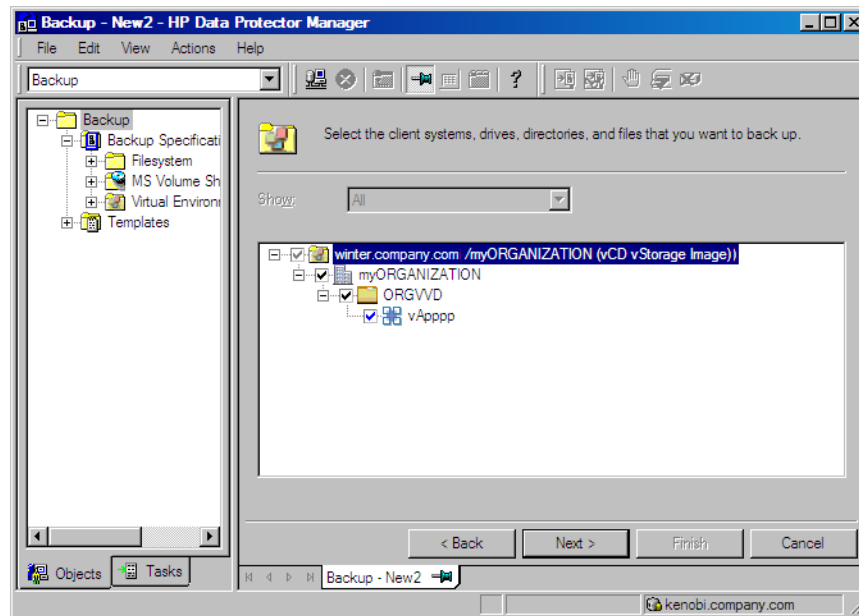 Backup - New2 - HP Data Protector Manager
File Edit View Actions Help
Backup
Backup
Backup Specificati
Filesystem
MS Volume Sh
Virtual Environr
Templates
Select the client systems, drives, directories, and files that you want to back up.
Show: All
winter.company.com /myORGANIZATION (vCD vStorage Image))
myORGANIZATION
ORGVVD
vApppp
< Back Next > Finish Cancel
Objects Tasks
Backup - New2
kenobi.company.com